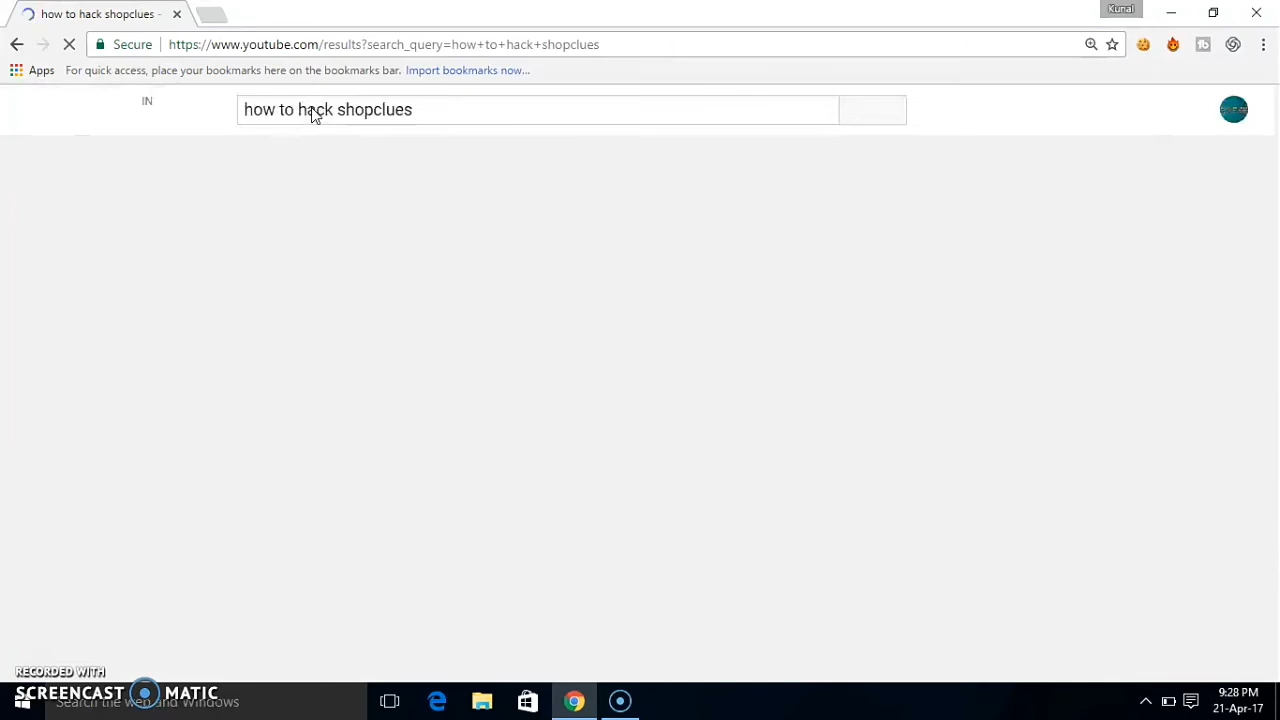 how to hack shopclues -
Kunal
Secure
https://www.youtube.com/results?search_query=how+to+hack+shopclues
Apps
For quick access, place your bookmarks here on the bookmarks bar. Import bookmarks now...
IN
how to hack shopclues
RECORDED WITH
SCREENCAST MATIC
Search the web and Windows
9:28 PM
21-Apr-17